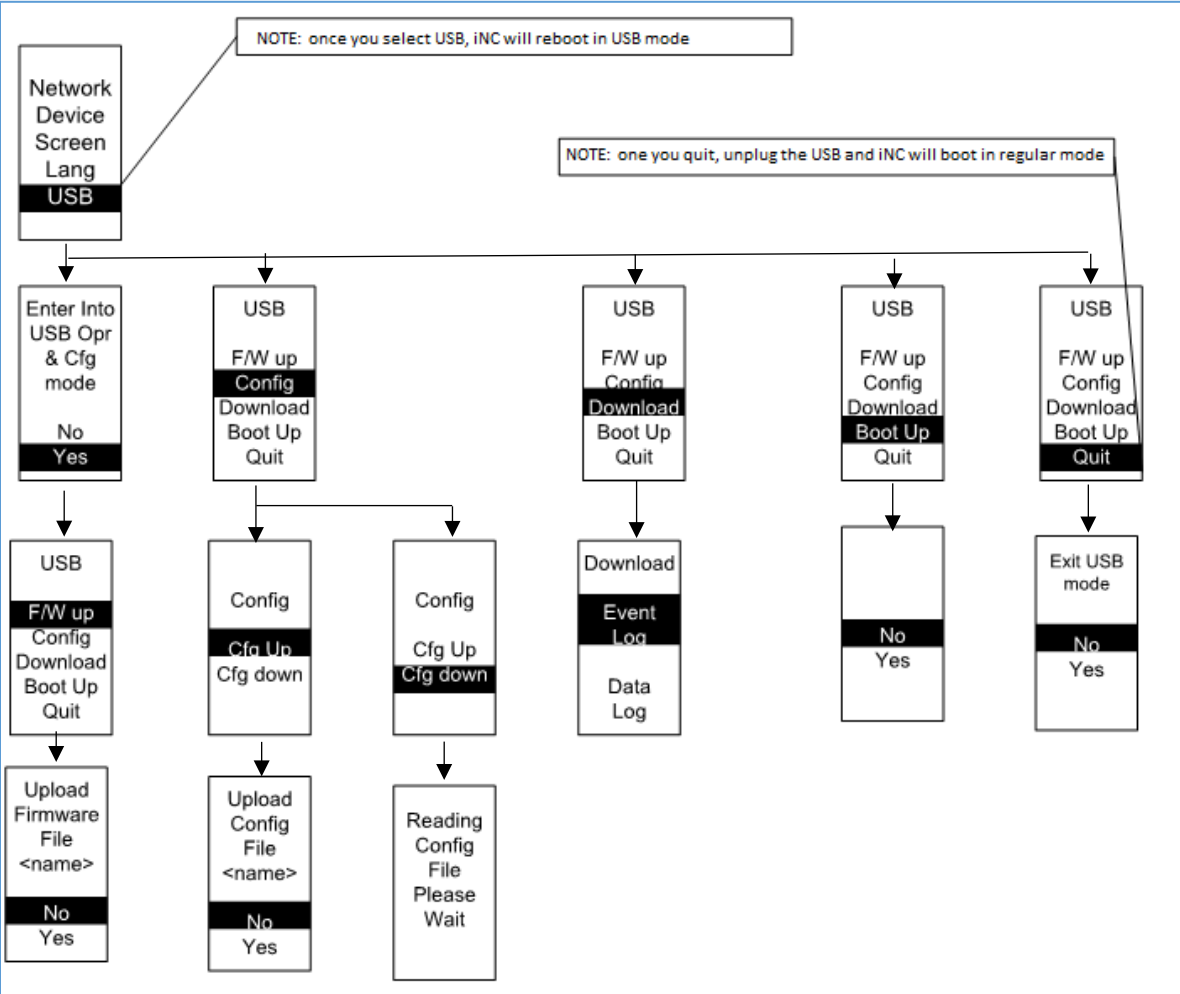 NOTE: once you select USB, iNC will reboot in USB mode
Network
Device
Screen
Lang
USB
NOTE: one you quit, unplug the USB and iNC will boot in regular mode
Enter Into
USB Opr
& Cfg
mode
No
Yes
USB
F/W up
Config
Download
Boot Up
Quit
USB
F/W up
Config
Download
Boot Up
Quit
USB
F/W up
Config
Download
Boot Up
Quit
USB
F/W up
Config
Download
Boot Up
Quit
USB
F/W up
Config
Download
Boot Up
Quit
Config
Cfg Up
Cfg down
Config
Cfg Up
Cfg down
Download
Event
Log
Data
Log
No
Yes
Exit USB
mode
No
Yes
Upload
Firmware
File
<name>
No
Yes
Upload
Config
File
<name>
No
Yes
Reading
Config
File
Please
Wait